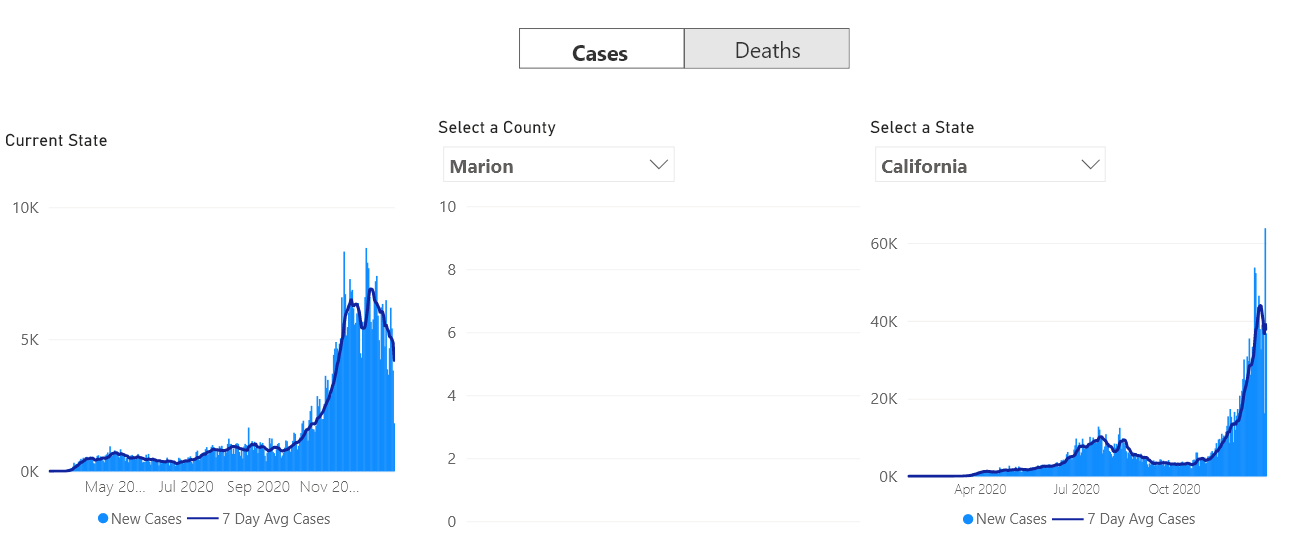 Cases Deaths
Current State
Select a County
Select a State
Marion
California
10K
5K
0K
May 20... Jul 2020 Sep 2020 Nov 20...
New Cases 7 Day Avg Cases
10
8
6
4
2
0
60K
40K
20K
0K
Apr 2020 Jul 2020 Oct 2020
New Cases 7 Day Avg Cases